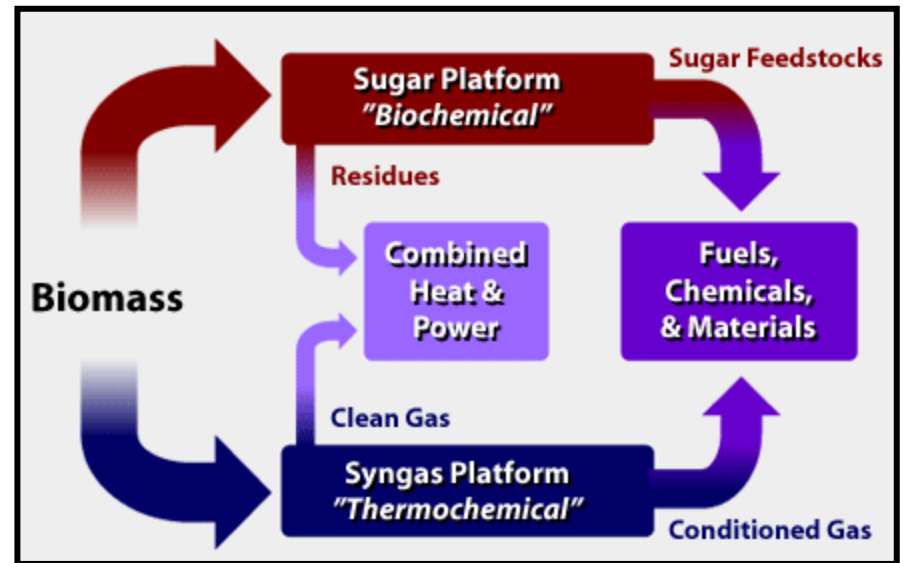 Sugar Platform
"Biochemical"
Sugar Feedstocks
Residues
Biomass
Combined
Heat &
Power
Fuels,
Chemicals,
& Materials
Clean Gas
Syngas Platform
"Thermochemical"
Conditioned Gas